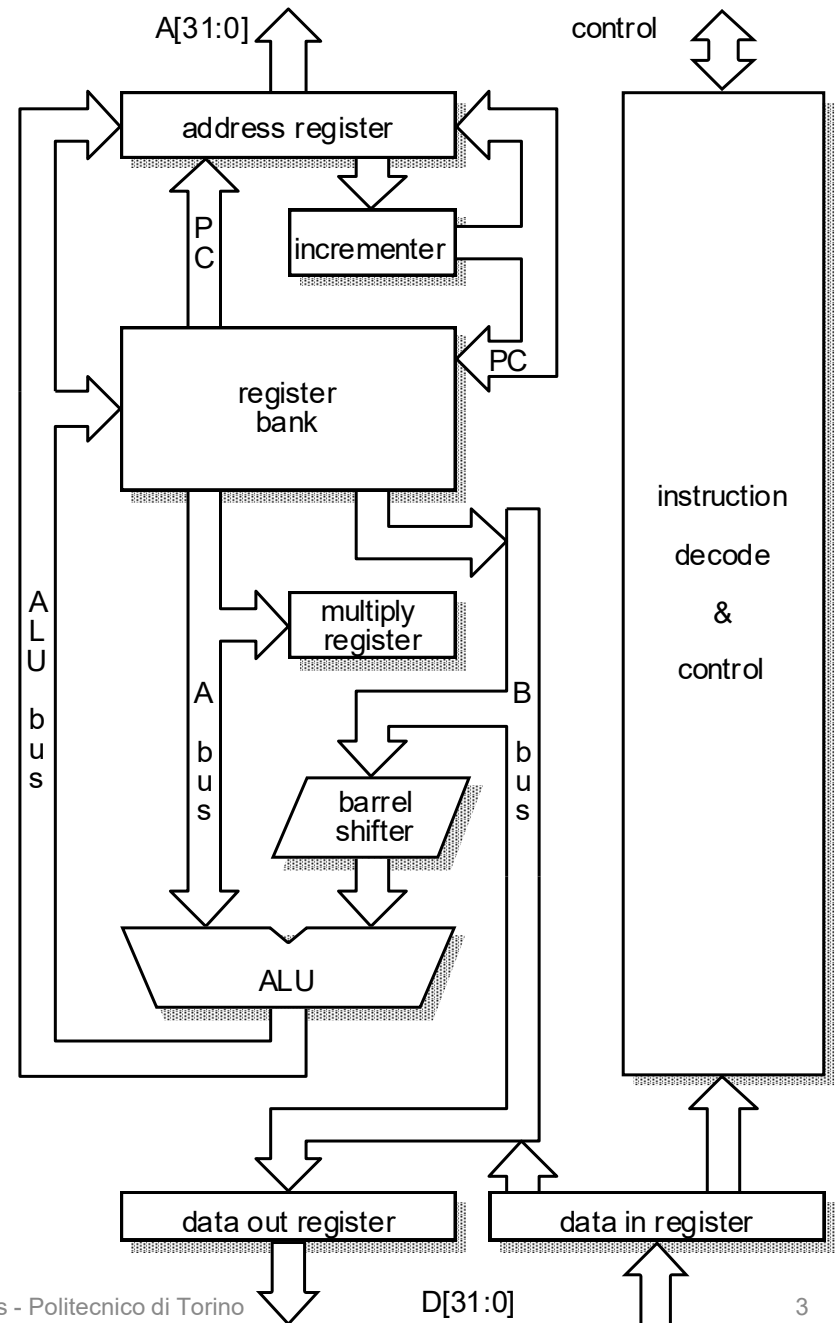 A[31:0]
control
address register
P
C
incrementer
PC
register
bank
instruction
decode
&
control
multiply
register
A
L
U
b
u
s
A
b
u
s
B
b
u
s
barrel
shifter
ALU
data out register
data in register
s - Politecnico di Torino
D[31:0]
3